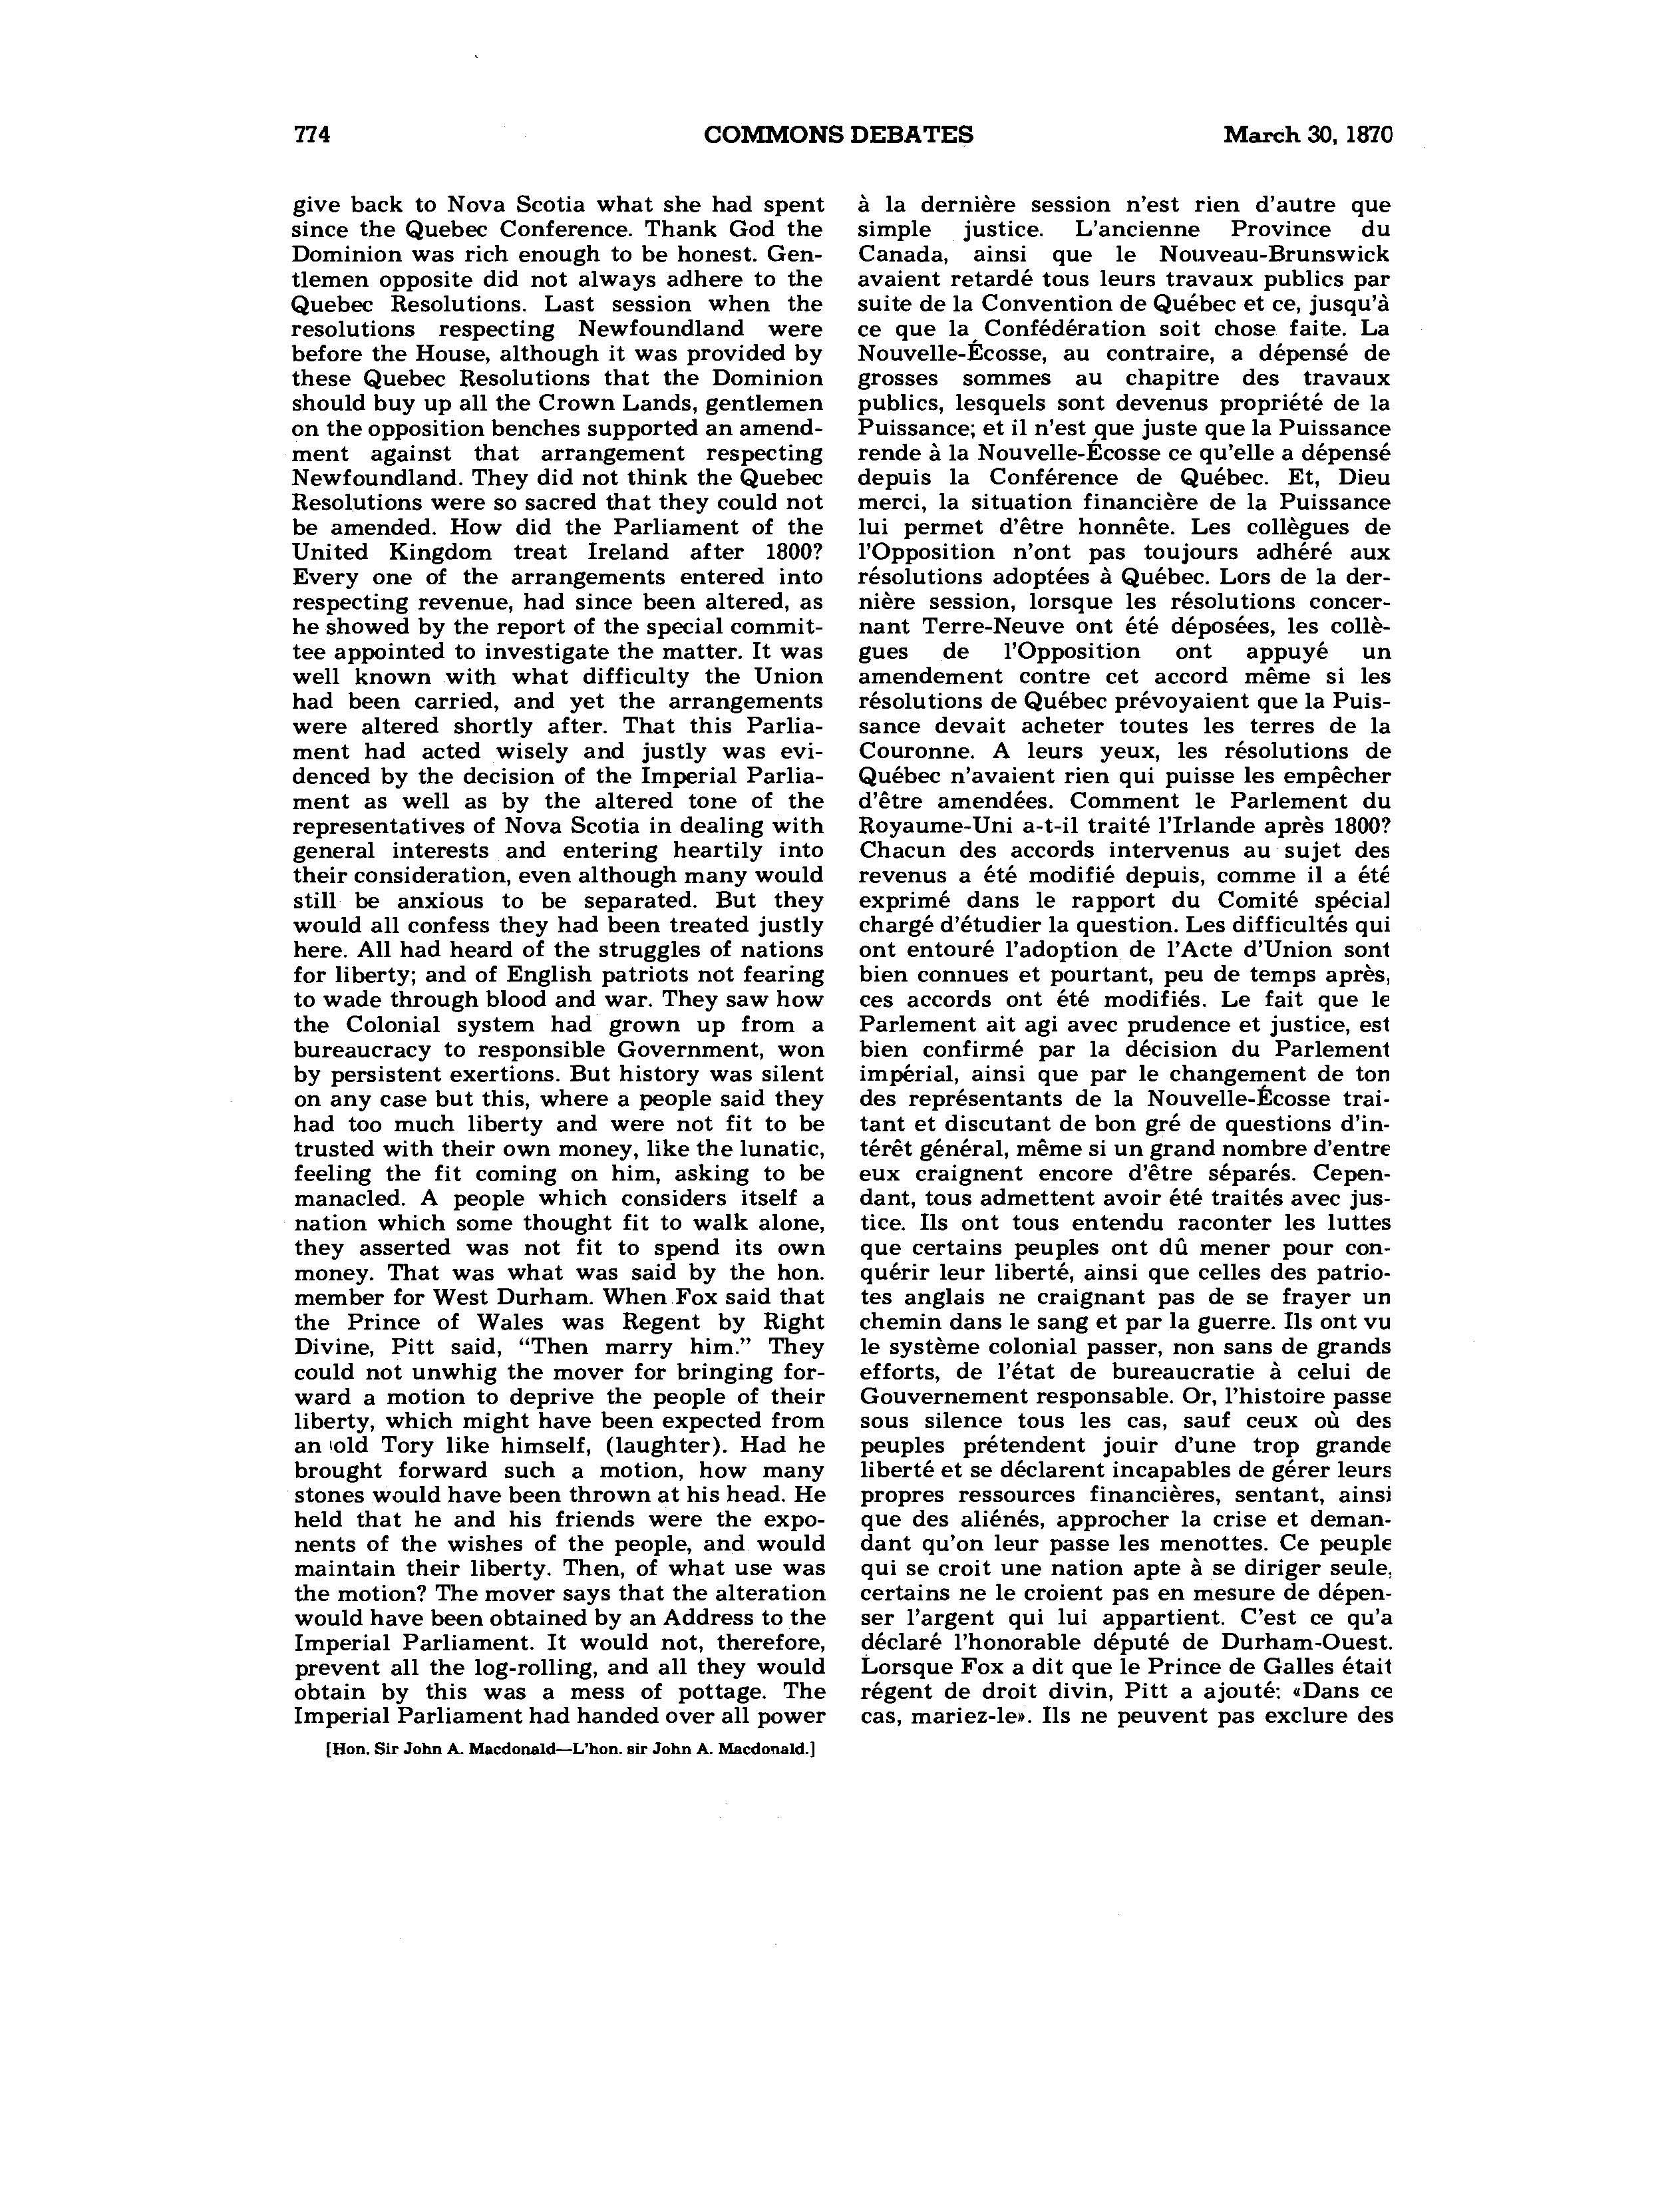 774 COMMONS DEBATES March 30, 1870
give back to Nova Scotia what she had spent
since the Quebec Conference. Thank God the
Dominion was rich enough to be honest. Gen-
tlemen opposite did not always adhere to the
Quebec Resolutions. Last session when the
resolutions respecting Newfoundland were
before the House, although it was provided by
these Quebec Resolutions that the Dominion
should buy up all the Crown Lands, gentlemen
on the opposition benches supported an amend-
ment against that arrangement respecting
Newfoundland. They did not think the Quebec
Resolutions were so sacred that they could not
be amended. How did the Parliament of the
United Kingdom treat Ireland after 1800?
Every one of the arrangements entered into
respecting revenue, had since been altered, as
he showed by the report of the special commit-
tee appointed to investigate the matter. It was
well known with what difficulty the Union
had been carried, and yet the arrangements
were altered shortly after. That this Parlia-
ment had acted wisely and justly was evi-
denced by the decision of the Imperial Parlia-
ment as well as by the altered tone of the
representatives of Nova Scotia in dealing with
general interests and entering heartily into
their consideration, even although many would
still be anxious to be separated. But they
would all confess they had been treated justly
here. All had heard of the struggles of nations
for liberty; and of English patriots not fearing
to wade through blood and war. They saw how
the Colonial system had grown up from a
bureaucracy to responsible Government, won
by persistent exertions. But history was silent
on any case but this, where a people said they
had too much liberty and were not fit to be
trusted with their own money, like the lunatic,
feeling the fit coming on him, asking to be
manacled. A people which considers itself a
nation which some thought fit to walk alone,
they asserted was not fit to spend its own
money. That was what was said by the hon.
member for West Durham. When Fox said that
the Prince of Wales was Regent by Right
Divine, Pitt said, "Then marry him." They
could not unwhig the mover for bringing for-
ward a motion to deprive the people of their
liberty, which might have been expected from
an old Tory like himself, (laughter). Had he
brought forward such a motion, how many
stones would have been thrown at his head. He
held that he and his friends were the expo-
nents of the wishes of the people, and would
maintain their liberty. Then, of what use was
the motion? The mover says that the alteration
would have been obtained by an Address to the
Imperial Parliament. It would not, therefore,
prevent all the log-rolling, and all they would
obtain by this was a mess of pottage. The
Imperial Parliament had handed over all power
[Hon. Sir John A. Macdonald—L'hon. sir John A. Macdonald.]
à la dernière session n'est rien d'autre que
simple justice. L'ancienne Province du
Canada, ainsi que le Nouveau-Brunswick
avaient retardé tous leurs travaux publics par
suite de la Convention de Québec et ce, jusqu'à
ce que la Confédération soit chose faite. La
Nouvelle-Écosse, au contraire, a dépensé de
grosses sommes au chapitre des travaux
publics, lesquels sont devenus propriété de la
Puissance; et il n'est que juste que la Puissance
rende à la Nouvelle-Écosse ce qu'elle a dépensé
depuis la Conférence de Québec. Et, Dieu
merci, la situation financière de la Puissance
lui permet d'être honnête. Les collègues de
l'Opposition n'ont pas toujours adhéré aux
résolutions adoptées à Québec. Lors de la der-
nière session, lorsque les résolutions concer-
nant Terre-Neuve ont été déposées, les collè-
gues de l'Opposition ont appuyé un
amendement contre cet accord même si les
résolutions de Québec prévoyaient que la Puis-
sance devait acheter toutes les terres de la
Couronne. A leurs yeux, les résolutions de
Québec n'avaient rien qui puisse les empêcher
d'être amendées. Comment le Parlement du
Royaume-Uni a-t-il traité l'Irlande après 1800?
Chacun des accords intervenus au sujet des
revenus a été modifié depuis, comme il a été
exprimé dans le rapport du Comité spécial
chargé d'étudier la question. Les difficultés qui
ont entouré l'adoption de l'Acte d'Union sont
bien connues et pourtant, peu de temps après,
ces accords ont été modifiés. Le fait que le
Parlement ait agi avec prudence et justice, est
bien confirmé par la décision du Parlement
impérial, ainsi que par le changement de ton
des représentants de la Nouvelle-Écosse trai-
tant et discutant de bon gré de questions d'in-
térêt général, même si un grand nombre d'entre
eux craignent encore d'être séparés. Cepen-
dant, tous admettent avoir été traités avec jus-
tice. Ils ont tous entendu raconter les luttes
que certains peuples ont dû mener pour con-
quérir leur liberté, ainsi que celles des patrio-
tes anglais ne craignant pas de se frayer un
chemin dans le sang et par la guerre. Ils ont vu
le système colonial passer, non sans de grands
efforts, de l'état de bureaucratie à celui de
Gouvernement responsable. Or, l'histoire passe
sous silence tous les cas, sauf ceux où des
peuples prétendent jouir d'une trop grande
liberté et se déclarent incapables de gérer leurs
propres ressources financières, sentant, ainsi
que des aliénés, approcher la crise et deman-
dant qu'on leur passe les menottes. Ce peuple
qui se croit une nation apte à se diriger seule,
certains ne le croient pas en mesure de dépen-
ser l'argent qui lui appartient. C'est ce qu'a
déclaré l'honorable député de Durham-Ouest.
Lorsque Fox a dit que le Prince de Galles était
régent de droit divin, Pitt a ajouté: «Dans ce
cas, mariez-le». Ils ne peuvent pas exclure des